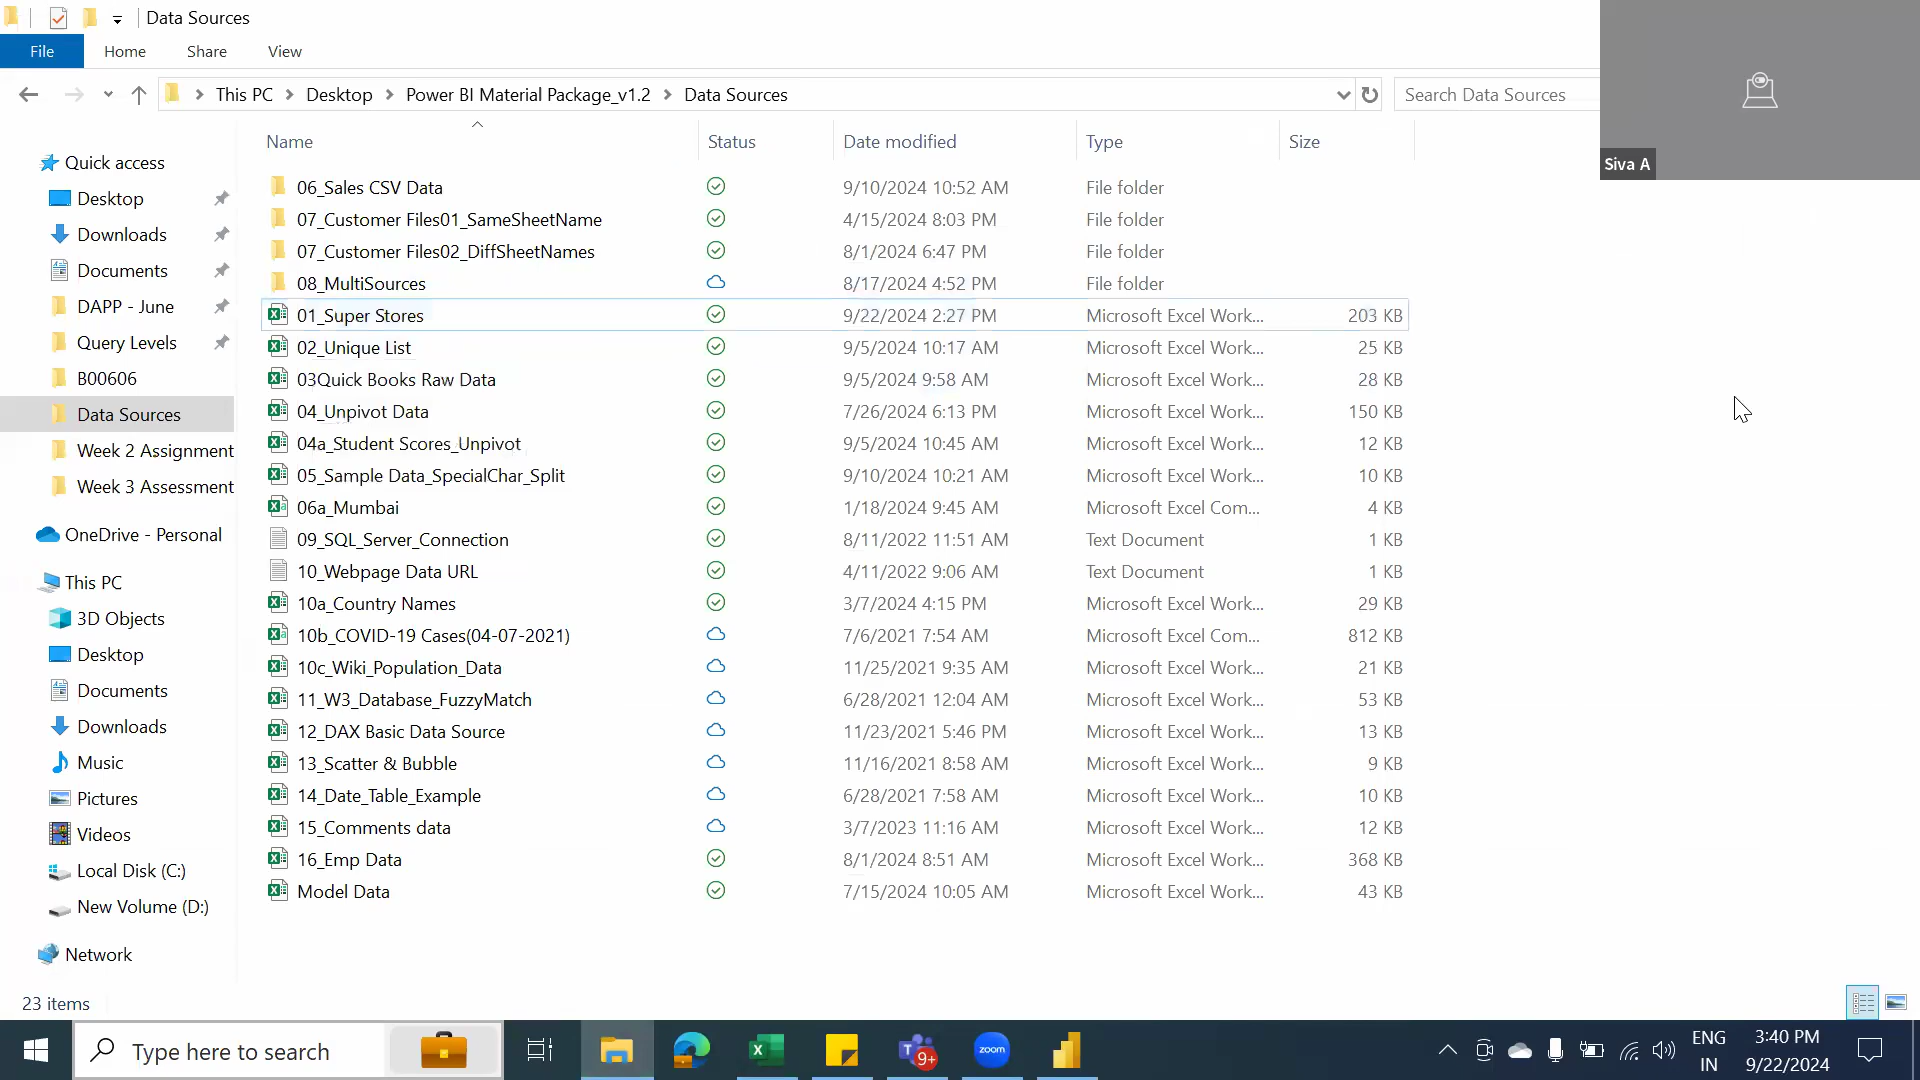 Data Sources
File Home Share View
This PC Desktop Power BI Material Package_v1.2 Data Sources
Search Data Sources
Siva A
Name Status Date modified Type Size
Quick access
Desktop
Downloads
Documents
DAPP - June
Query Levels
B00606
Data Sources
Week 2 Assignment
Week 3 Assessment
OneDrive - Personal
This PC
3D Objects
Desktop
Documents
Downloads
Music
Pictures
Videos
Local Disk (C:)
New Volume (D:)
Network
06_Sales CSV Data 9/10/2024 10:52 AM File folder
07_Customer Files01_SameSheetName 4/15/2024 8:03 PM File folder
07_Customer Files02_DiffSheetNames 8/1/2024 6:47 PM File folder
08_MultiSources 8/17/2024 4:52 PM File folder
01_Super Stores 9/22/2024 2:27 PM Microsoft Excel Work... 203 KB
02_Unique List 9/5/2024 10:17 AM Microsoft Excel Work... 25 KB
03Quick Books Raw Data 9/5/2024 9:58 AM Microsoft Excel Work... 28 KB
04_Unpivot Data 7/26/2024 6:13 PM Microsoft Excel Work... 150 KB
04a_Student Scores_Unpivot 9/5/2024 10:45 AM Microsoft Excel Work... 12 KB
05_Sample Data_SpecialChar_Split 9/10/2024 10:21 AM Microsoft Excel Work... 10 KB
06a_Mumbai 1/18/2024 9:45 AM Microsoft Excel Com... 4 KB
09_SQL_Server_Connection 8/11/2022 11:51 AM Text Document 1 KB
10_Webpage Data URL 4/11/2022 9:06 AM Text Document 1 KB
10a_Country Names 3/7/2024 4:15 PM Microsoft Excel Work... 29 KB
10b_COVID-19 Cases(04-07-2021) 7/6/2021 7:54 AM Microsoft Excel Com... 812 KB
10c_Wiki_Population_Data 11/25/2021 9:35 AM Microsoft Excel Work... 21 KB
11_W3_Database_FuzzyMatch 6/28/2021 12:04 AM Microsoft Excel Work... 53 KB
12_DAX Basic Data Source 11/23/2021 5:46 PM Microsoft Excel Work... 13 KB
13_Scatter & Bubble 11/16/2021 8:58 AM Microsoft Excel Work... 9 KB
14_Date_Table_Example 6/28/2021 7:58 AM Microsoft Excel Work... 10 KB
15_Comments data 3/7/2023 11:16 AM Microsoft Excel Work... 12 KB
16_Emp Data 8/1/2024 8:51 AM Microsoft Excel Work... 368 KB
Model Data 7/15/2024 10:05 AM Microsoft Excel Work... 43 KB
23 items
Type here to search
9+
zoom
ENG
IN
3:40 PM
9/22/2024